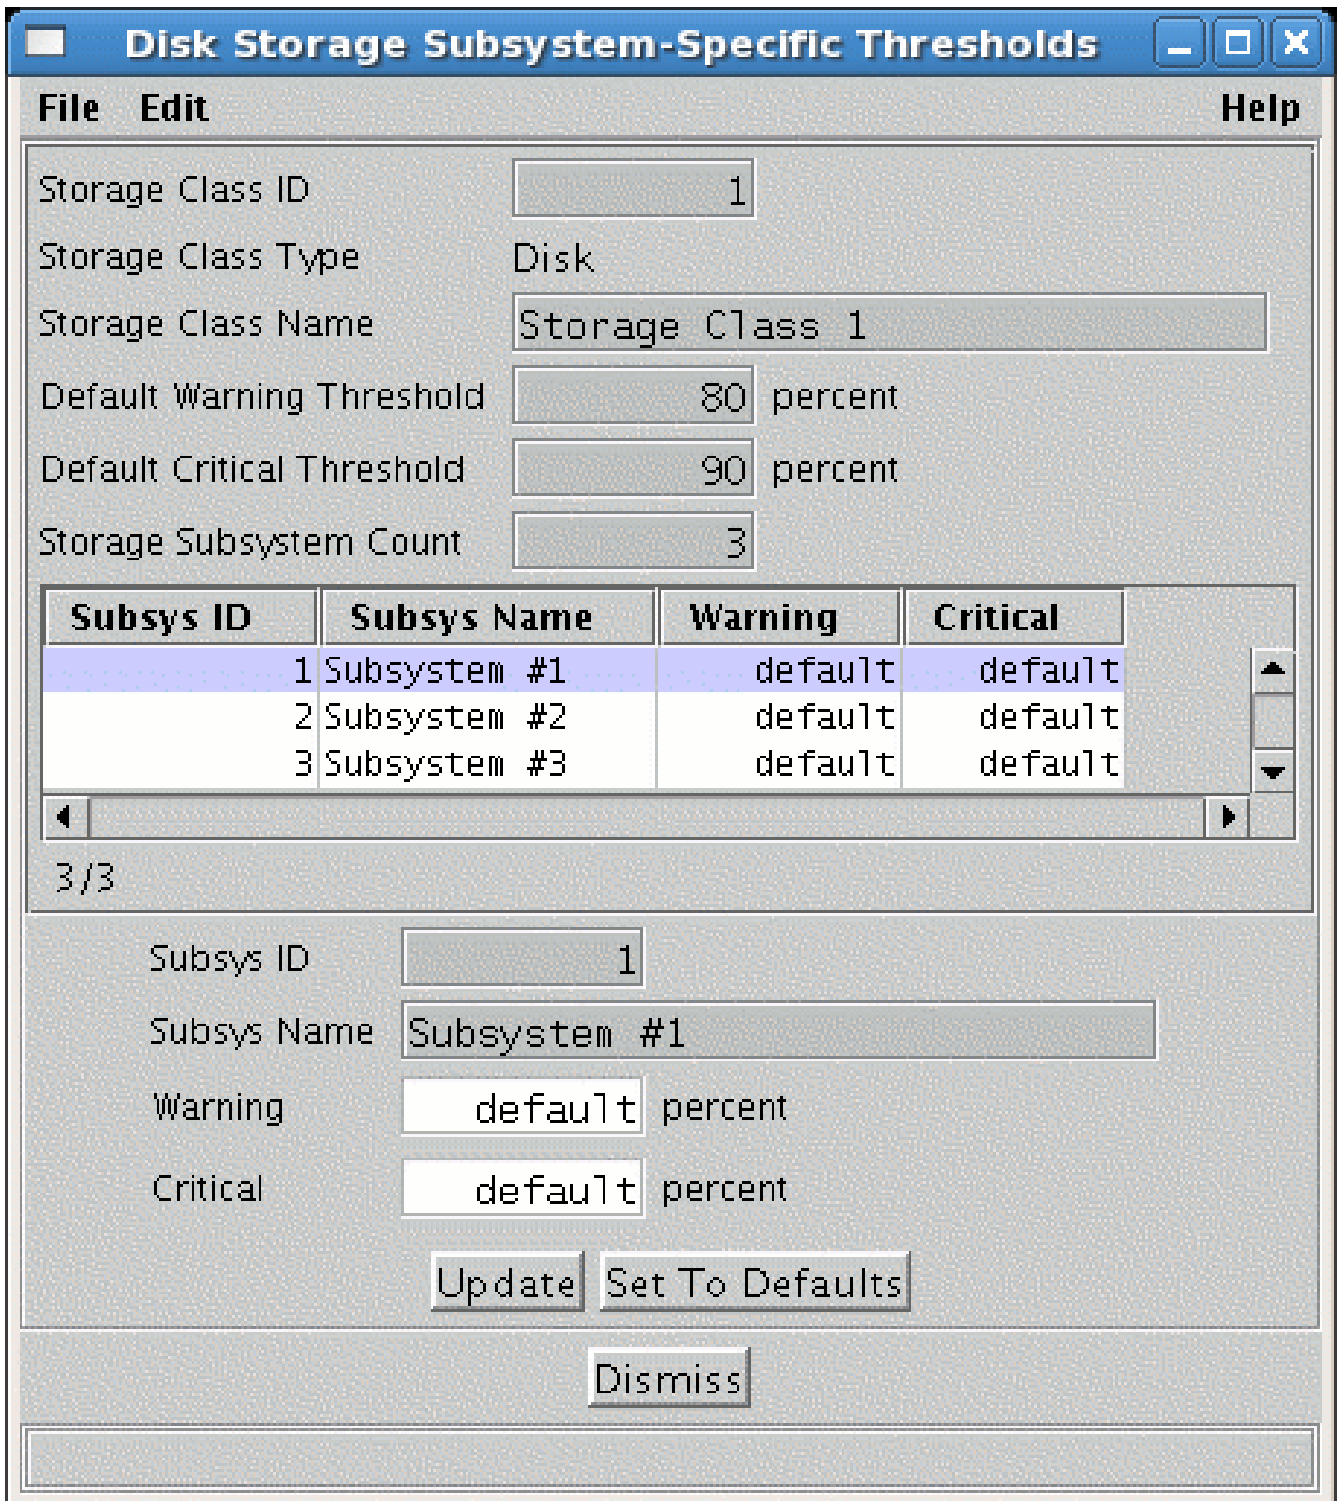 Disk Storage Subsystem-Specific Thresholds
File Edit Help
Storage Class ID 1
Storage Class Type Disk
Storage Class Name Storage Class 1
Default Warning Threshold 80 percent
Default Critical Threshold 90 percent
Storage Subsystem Count 3
Subsys ID Subsys Name Warning Critical
1 Subsystem #1 default default
2 Subsystem #2 default default
3 Subsystem #3 default default
3/3
Subsys ID 1
Subsys Name Subsystem #1
Warning default percent
Critical default percent
Update Set To Defaults
Dismiss